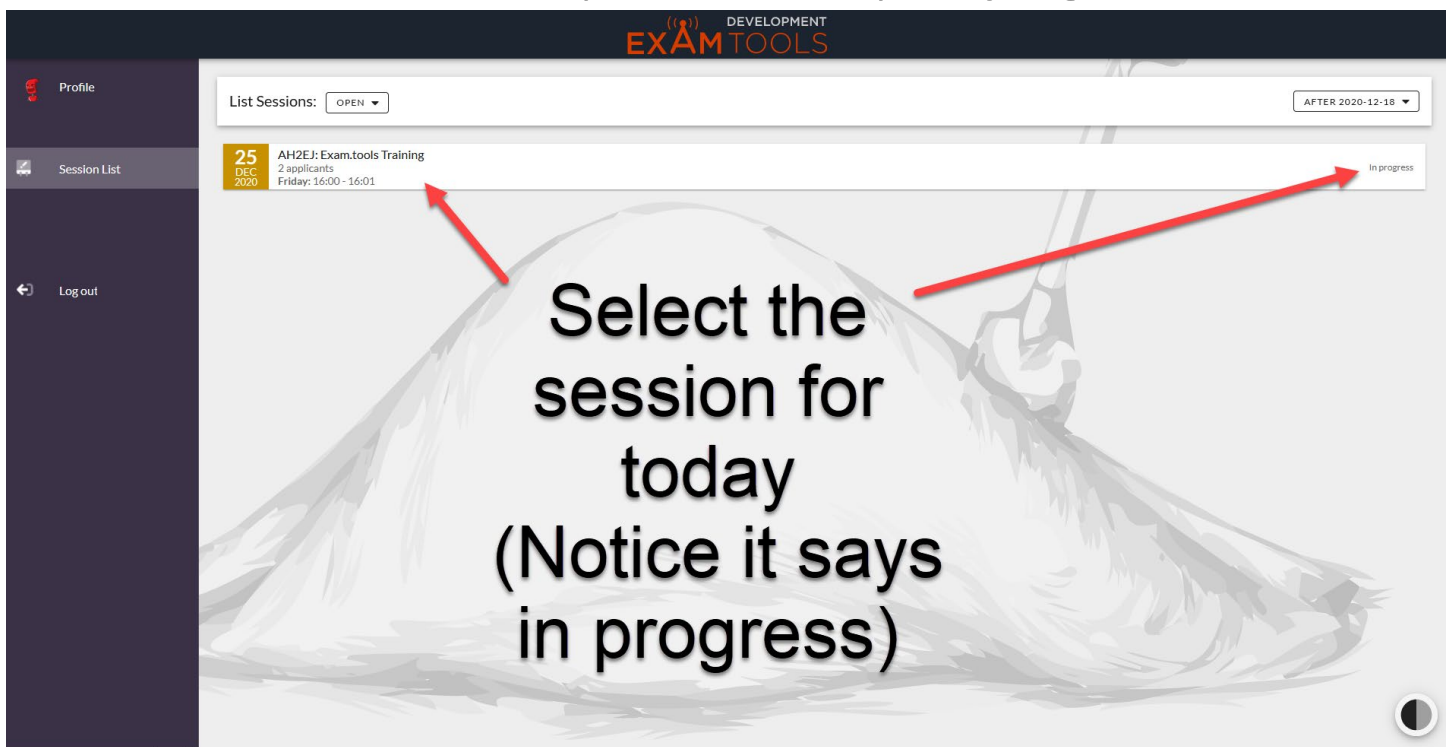 DEVELOPMENT
EXAMTOOLS
Profile
List Sessions: OPEN
AFTER 2020-12-18
25
DEC
2020
AH2EJ: Exam.tools Training
2 applicants
Friday: 16:00 - 16:01
In progress
Session List
Log out
Select the
session for
today
(Notice it says
in progress)